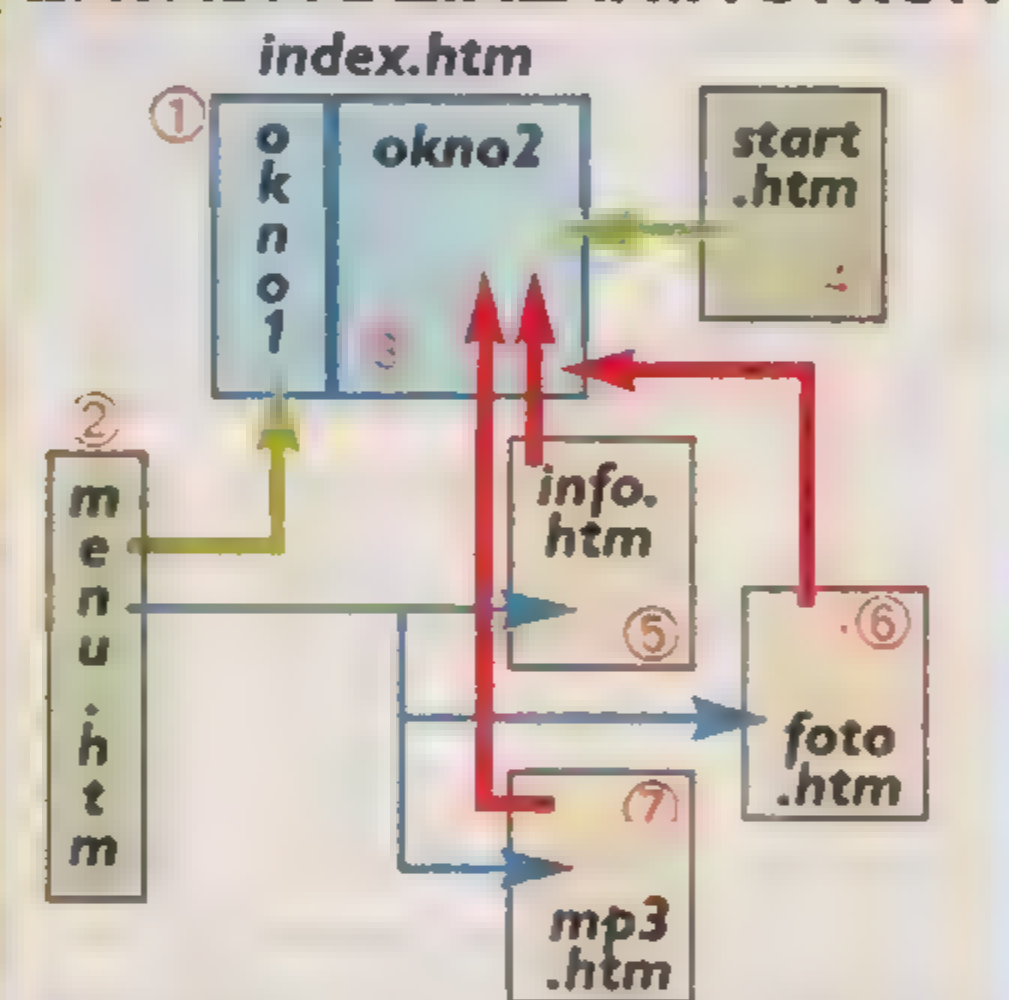 index.htm
①
okno1
okno2
start
.htm
②
menu.htm
info.
htm
⑤
⑥
foto
.htm
⑦
mp3
.htm